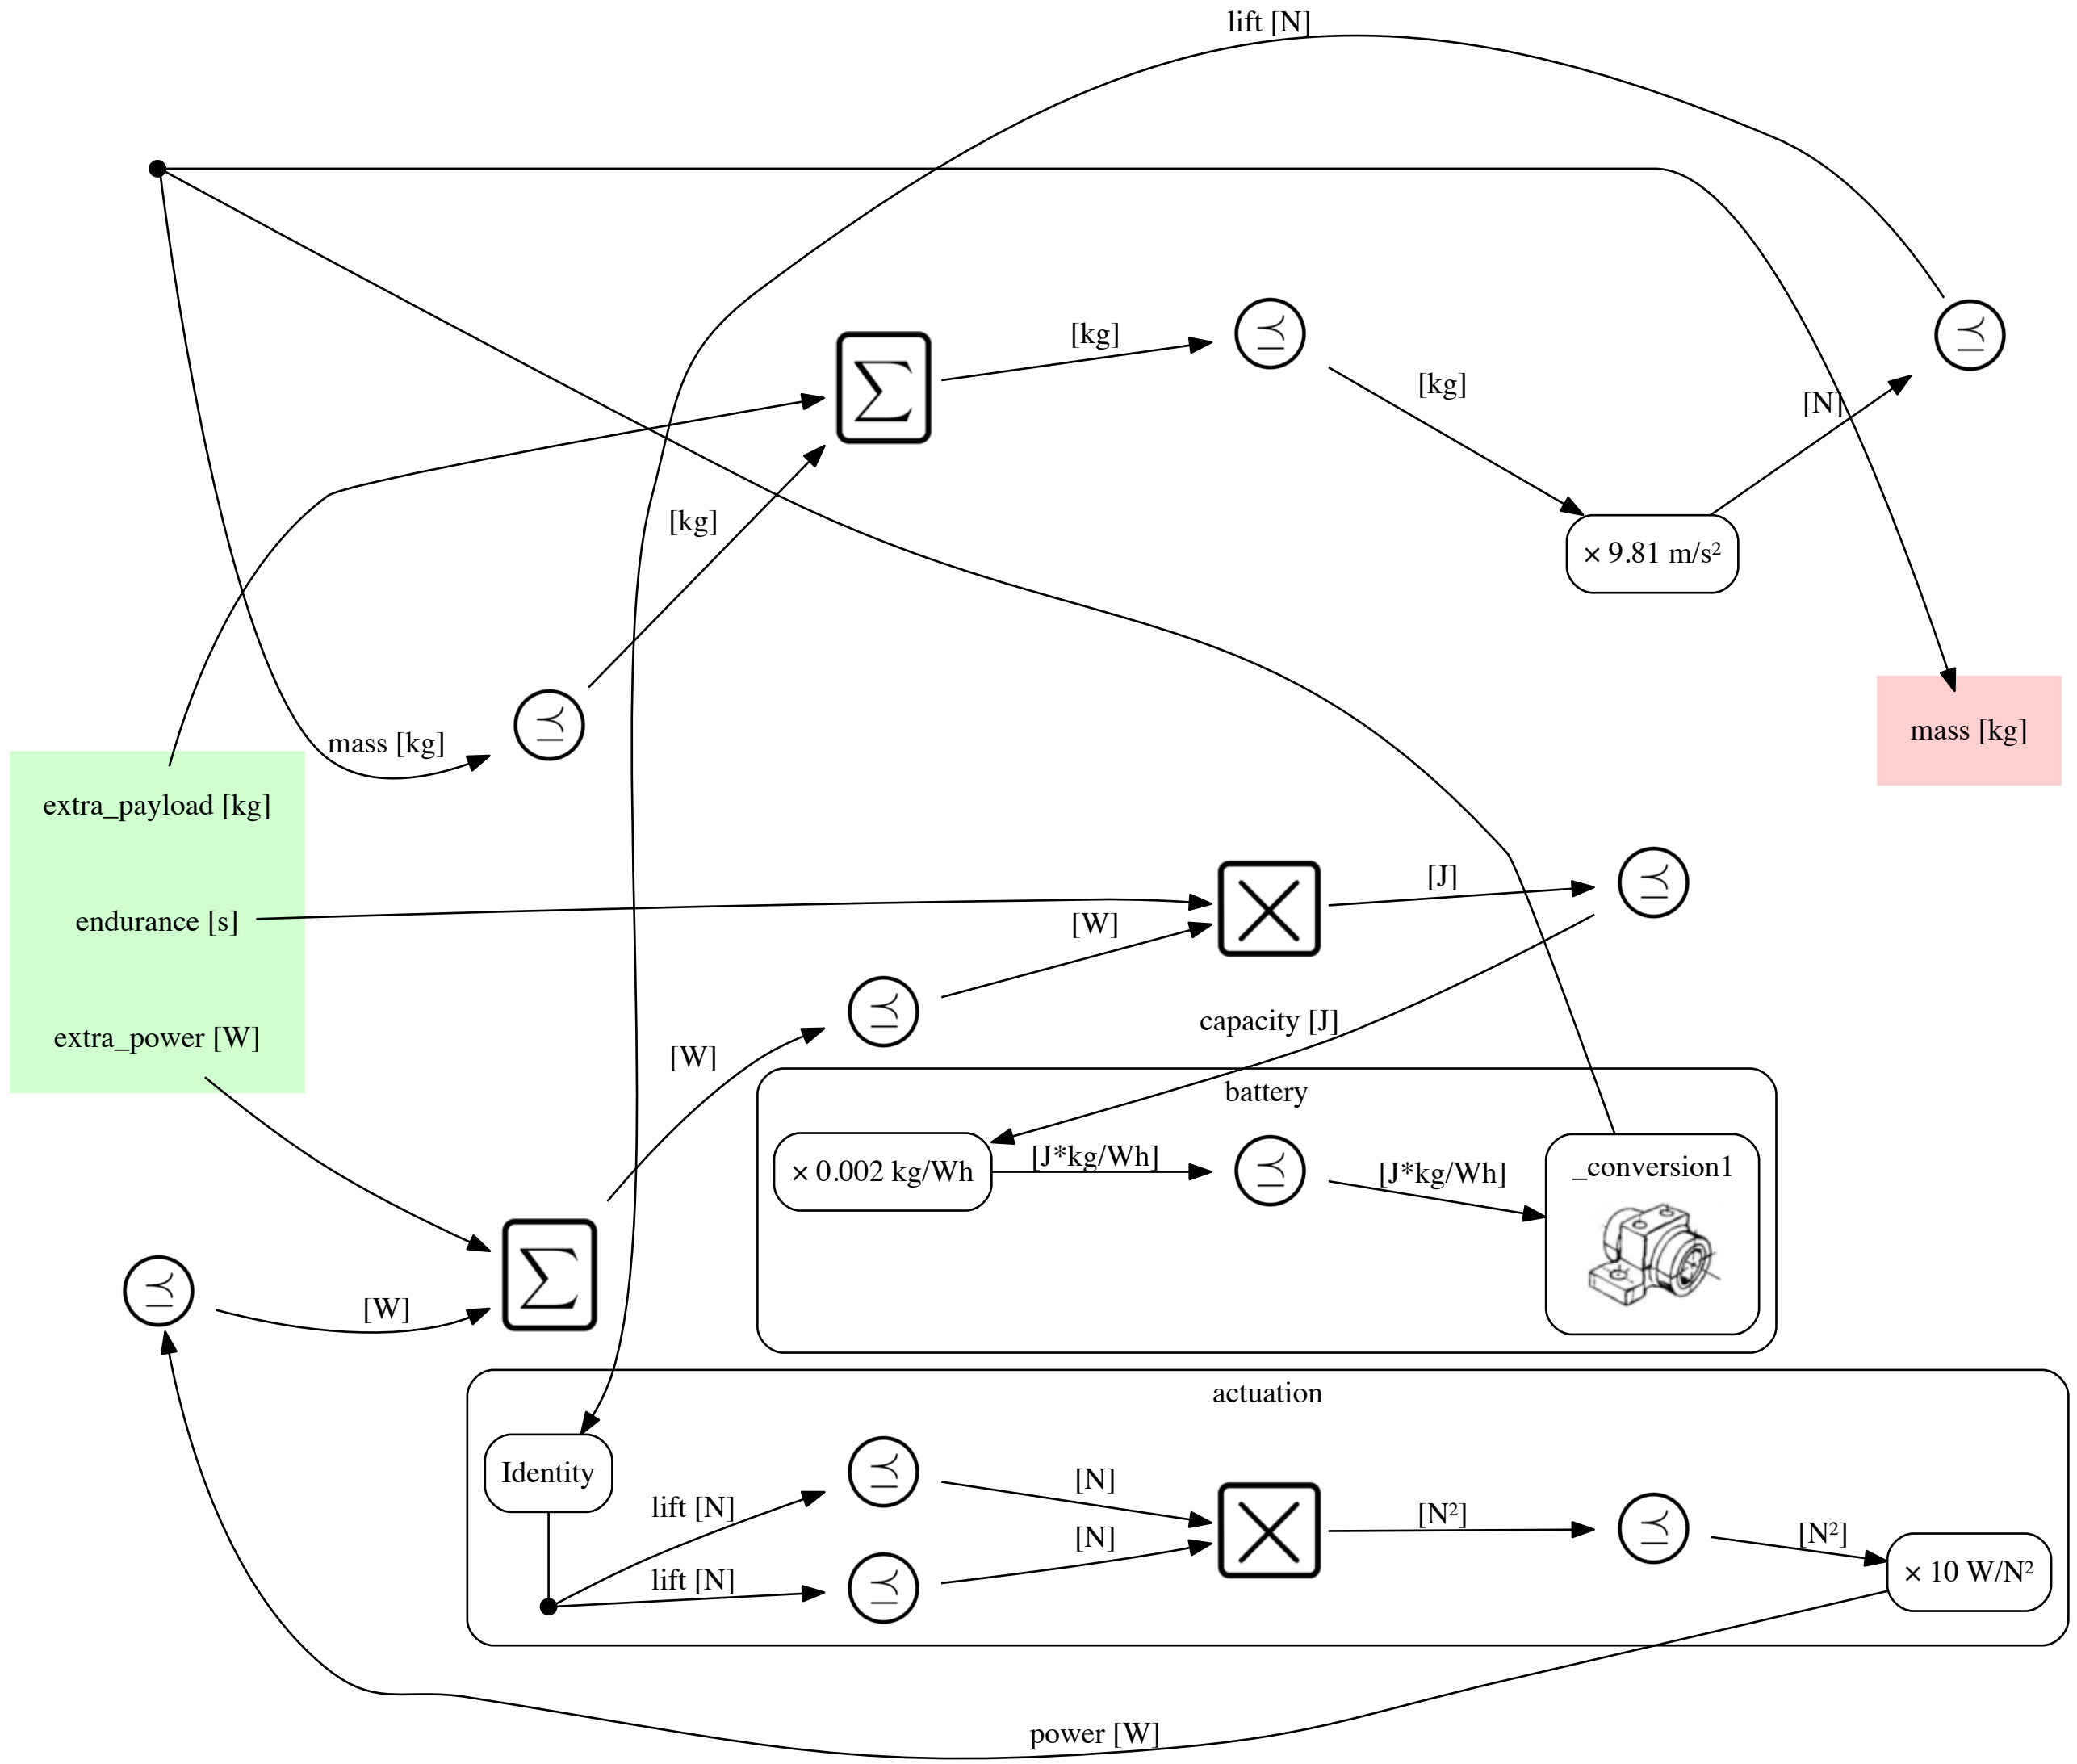 lift [N]
[kg]
[kg]
[N]
[kg]
× 9.81 m/s²
mass [kg]
mass [kg]
extra_payload [kg]
[J]
endurance [s]
[W]
capacity [J]
extra_power [W]
[W]
battery
× 0.002 kg/Wh
[J*kg/Wh]
[J*kg/Wh]
_conversion1
Σ
⪯
[W]
actuation
Identity
lift [N]
[N]
lift [N]
[N]
[N²]
[N²]
× 10 W/N²
power [W]